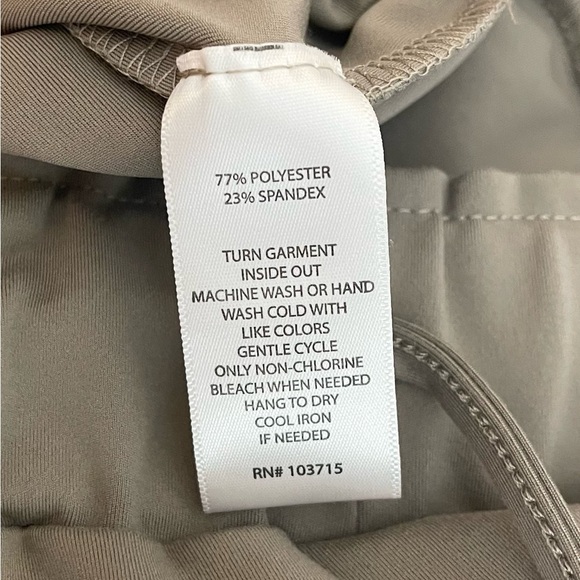 77% POLYESTER
23% SPANDEX
TURN GARMENT
INSIDE OUT
MACHINE WASH OR HAND
WASH COLD WITH
LIKE COLORS
GENTLE CYCLE
ONLY NON-CHLORINE
BLEACH WHEN NEEDED
HANG TO DRY
COOL IRON
IF NEEDED
RN# 103715